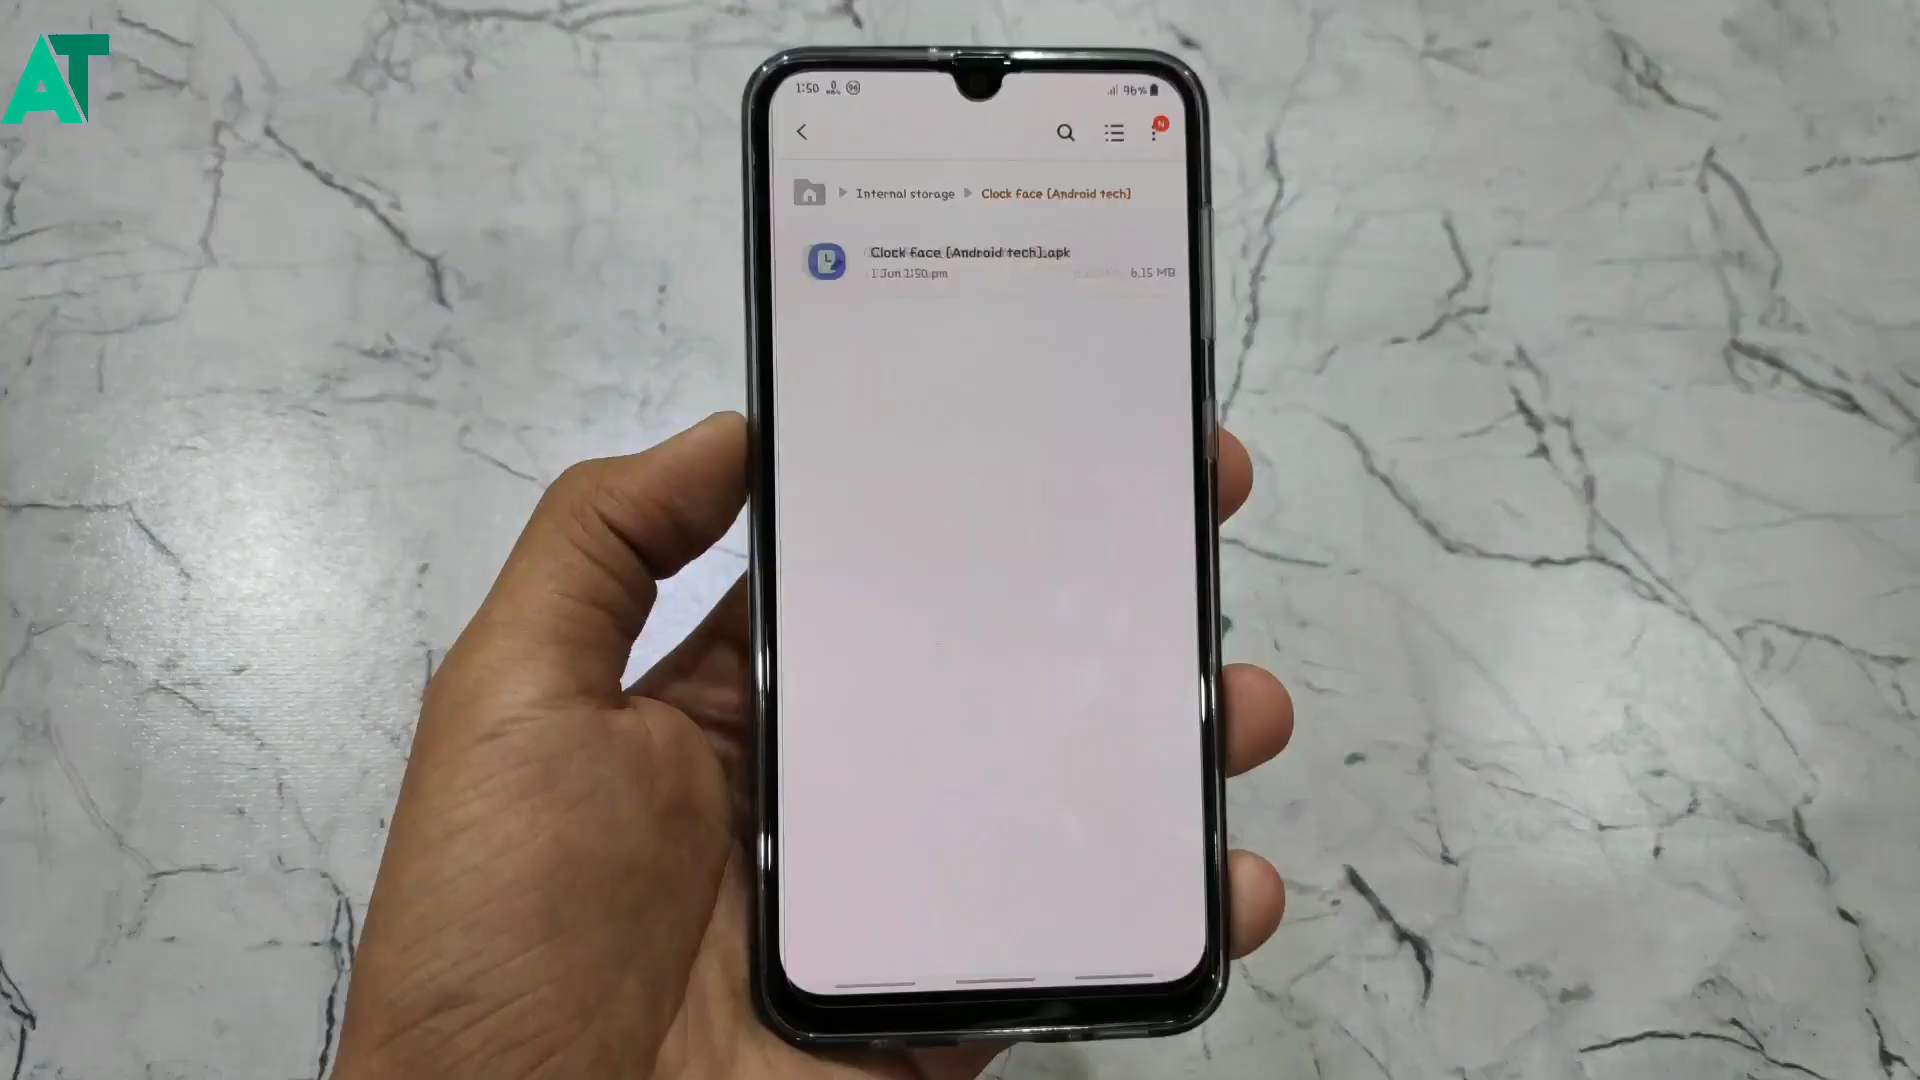 AT
1:50
96%
N
Internal storage
Clock Face [Android tech]
Clock Face [Android tech].apk
1 Jun 1:50 pm
6.15 MB